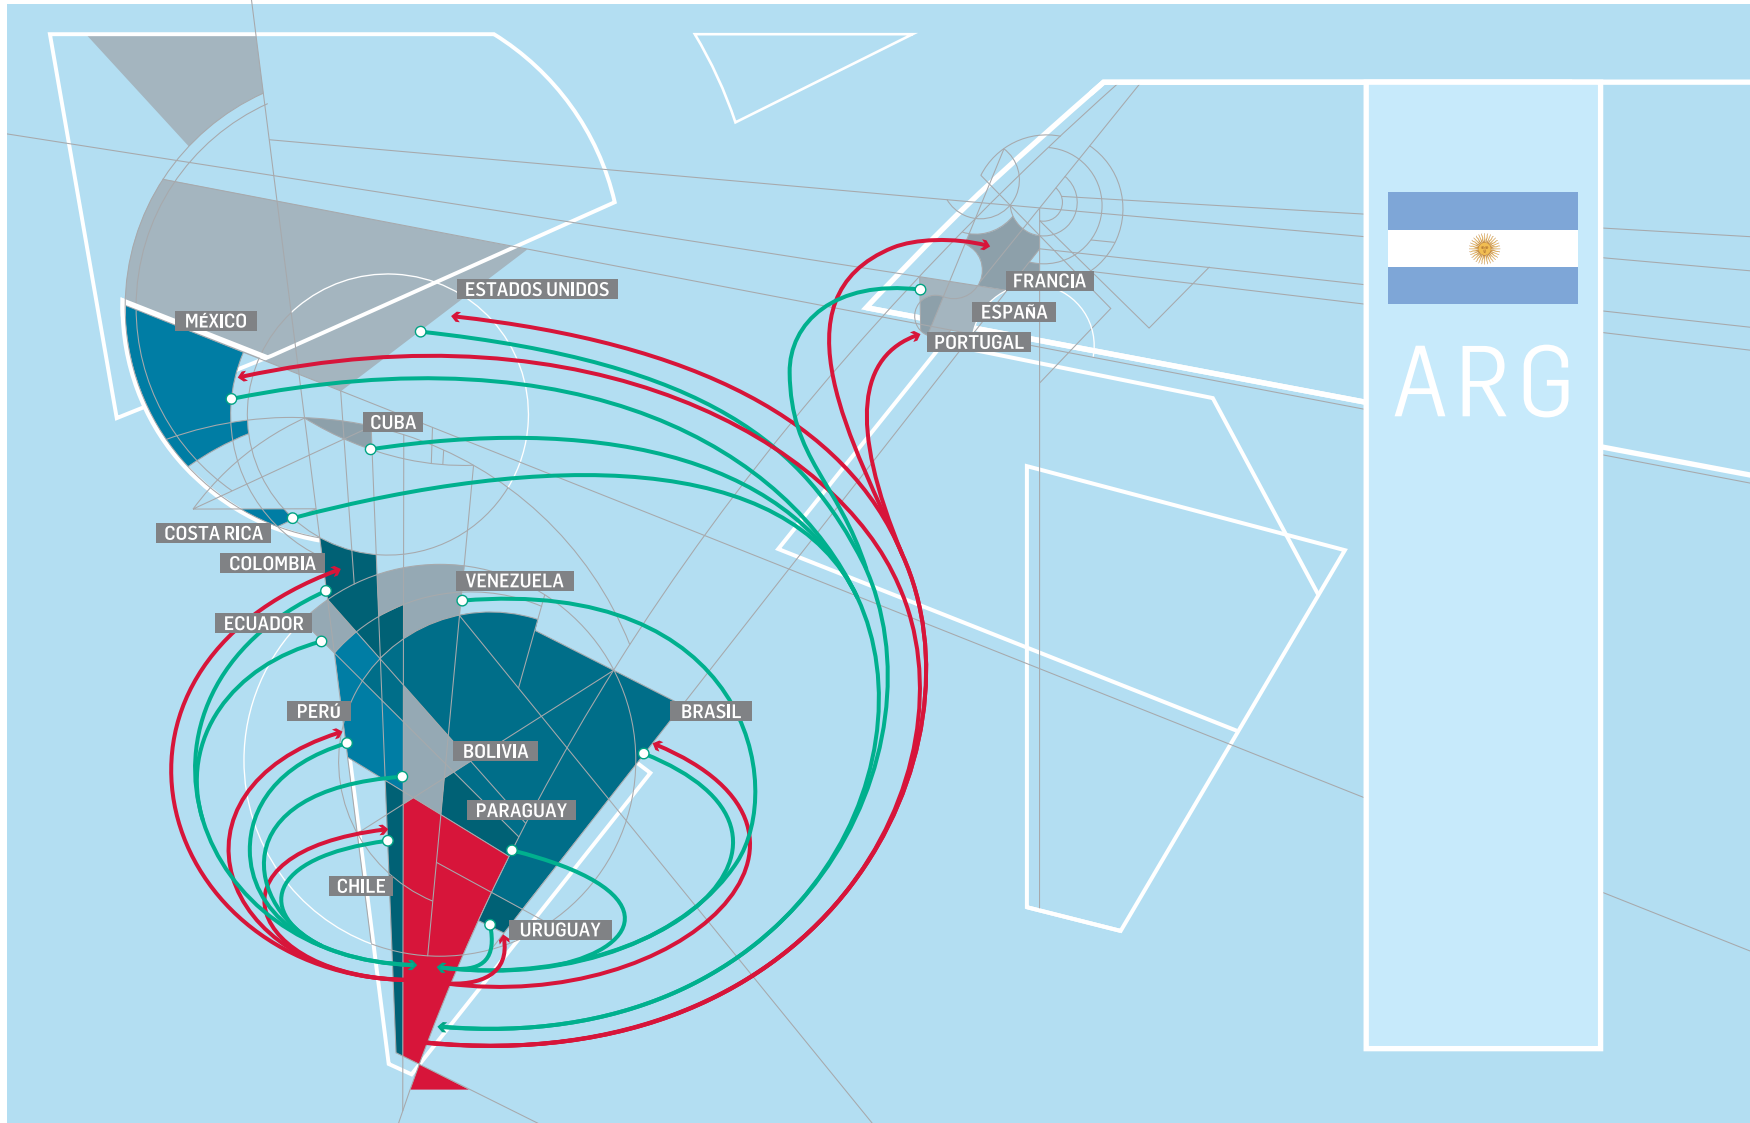 FRANCIA
ESTADOS UNIDOS
ESPAÑA
MÉXICO
PORTUGAL
ARG
CUBA
COSTA RICA
COLOMBIA
VENEZUELA
ECUADOR
PERÚ
BRASIL
BOLIVIA
PARAGUAY
CHILE
URUGUAY